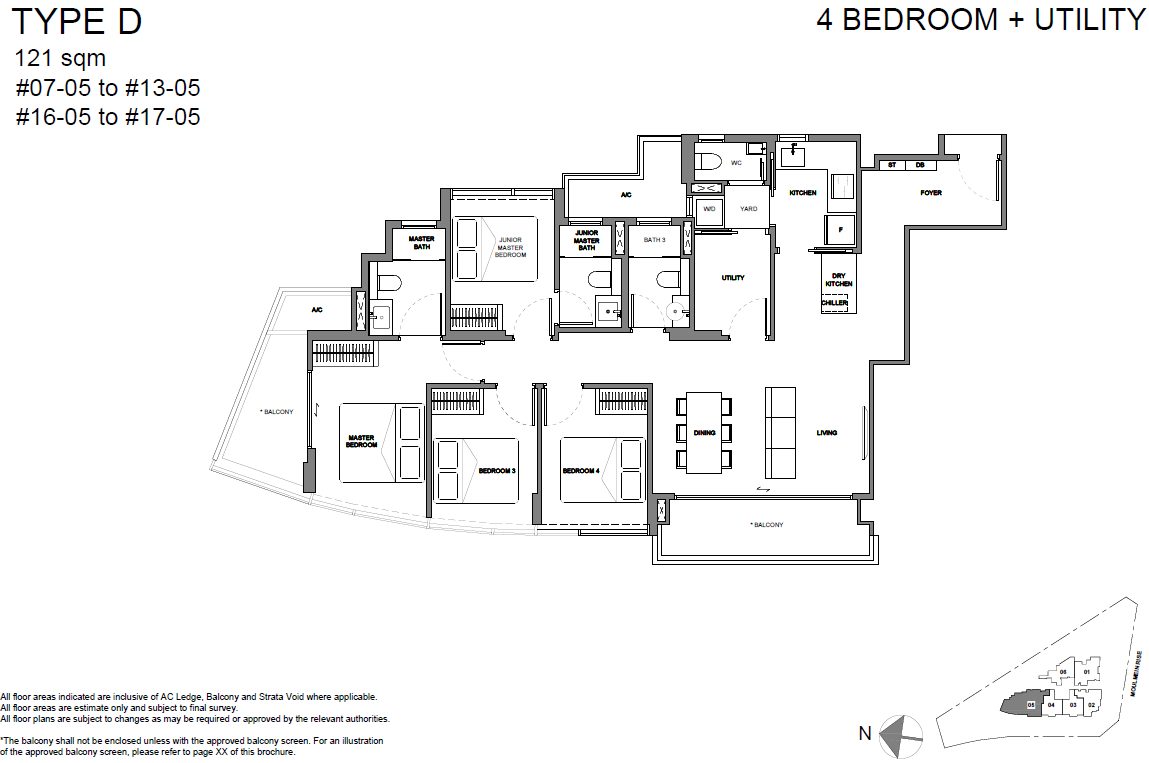 TYPE D
4 BEDROOM + UTILITY
121 sqm
#07-05 to #13-05
#16-05 to #17-05
WC
ST
DB
A/C
KITCHEN
FOYER
W/D
YARD
F
MASTER
BATH
JUNIOR
MASTER
BEDROOM
JUNIOR
MASTER
BATH
BATH 3
UTILITY
DRY
KITCHEN
CHILLER
A/C
* BALCONY
MASTER
BEDROOM
BEDROOM 3
BEDROOM 4
DINING
LIVING
* BALCONY
MOULMEIN RISE
06
01
05
04
03
02
N
All floor areas indicated are inclusive of AC Ledge, Balcony and Strata Void where applicable.
All floor areas are estimate only and subject to final survey.
All floor plans are subject to changes as may be required or approved by the relevant authorities.
*The balcony shall not be enclosed unless with the approved balcony screen. For an illustration
of the approved balcony screen, please refer to page XX of this brochure.